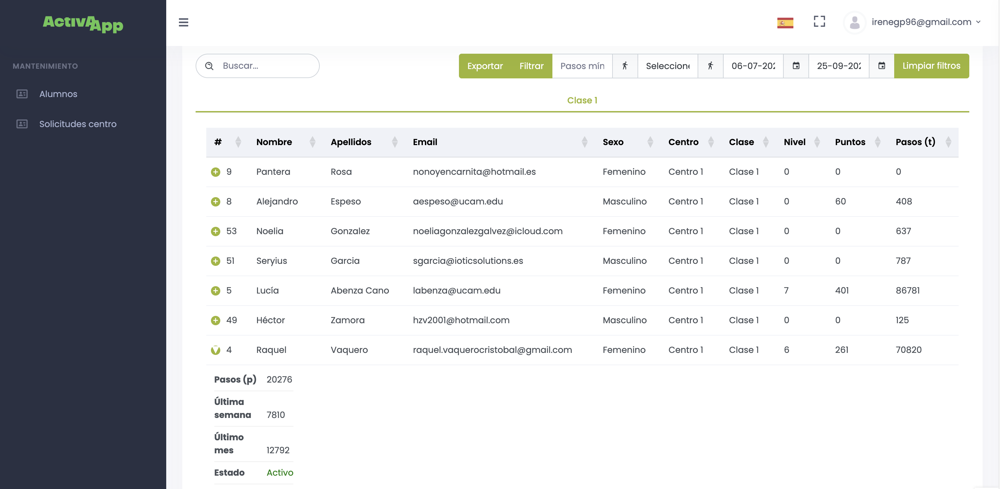 ActivAApp
irenegp96@gmail.com
MANTENIMIENTO
Alumnos
Solicitudes centro
Buscar...
Exportar Filtrar Pasos mín Seleccione 06-07-202 25-09-202 Limpiar filtros
Clase 1
# Nombre Apellidos Email Sexo Centro Clase Nivel Puntos Pasos (t)
9 Pantera Rosa nonoyencarnita@hotmail.es Femenino Centro 1 Clase 1 0 0 0
8 Alejandro Espeso aespeso@ucam.edu Masculino Centro 1 Clase 1 0 60 408
53 Noelia Gonzalez noeliagonzalezgalvez@icloud.com Femenino Centro 1 Clase 1 0 0 637
51 Seryius Garcia sgarcia@ioticsolutions.es Masculino Centro 1 Clase 1 0 0 787
5 Lucía Abenza Cano labenza@ucam.edu Femenino Centro 1 Clase 1 7 401 86781
49 Héctor Zamora hzv2001@hotmail.com Masculino Centro 1 Clase 1 0 0 125
4 Raquel Vaquero raquel.vaquerocristobal@gmail.com Femenino Centro 1 Clase 1 6 261 70820
Pasos (p) 20276
Última
semana 7810
Último
mes 12792
Estado Activo